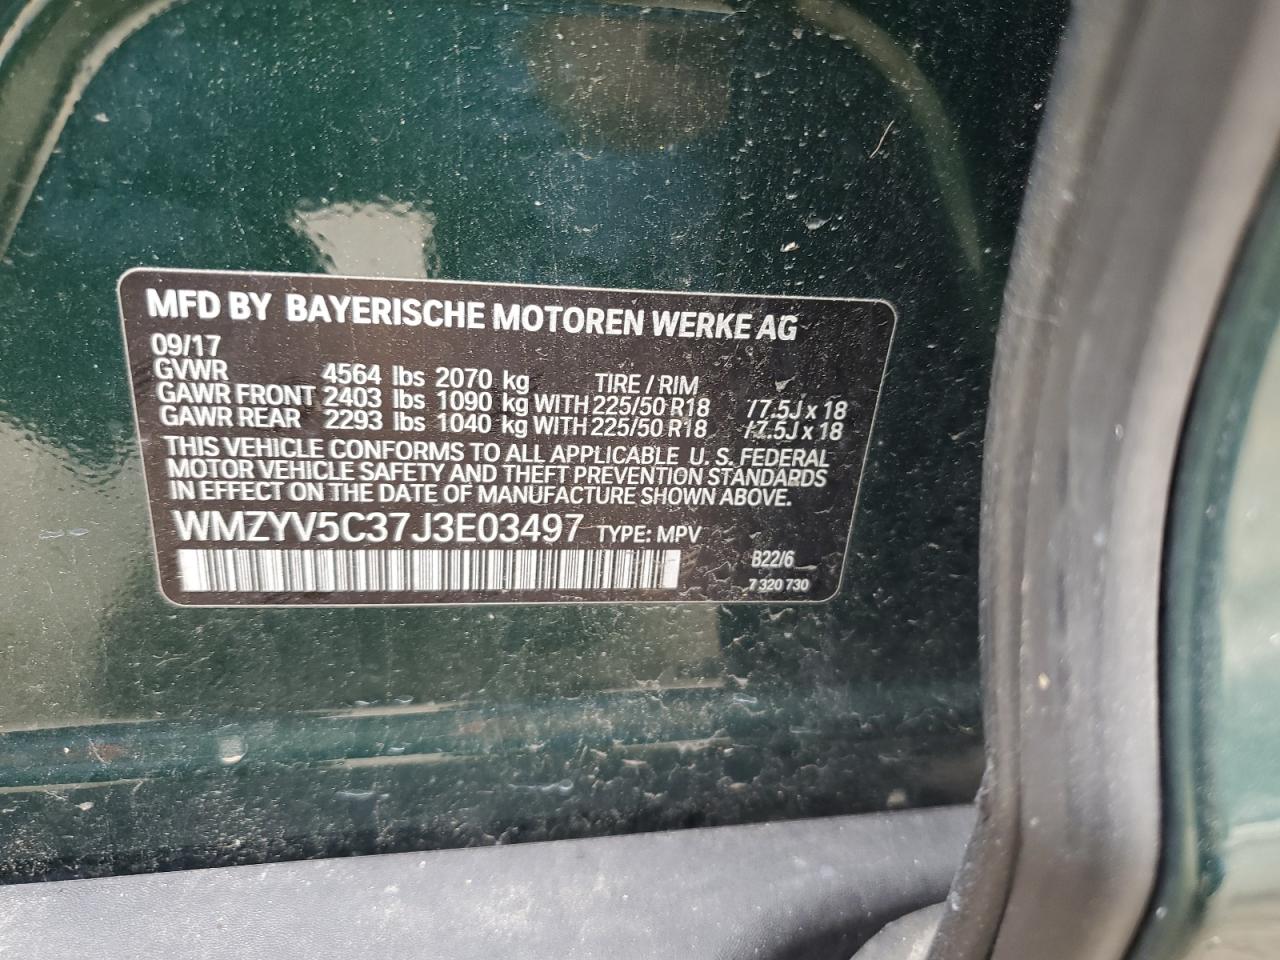 MFD BY BAYERISCHE MOTOREN WERKE AG
09/17
GVWR 4564 lbs 2070 kg TIRE / RIM
GAWR FRONT 2403 lbs 1090 kg WITH 225/50 R18 / 7.5J x 18
GAWR REAR 2293 lbs 1040 kg WITH 225/50 R18 / 7.5J x 18
THIS VEHICLE CONFORMS TO ALL APPLICABLE U. S. FEDERAL
MOTOR VEHICLE SAFETY AND THEFT PREVENTION STANDARDS
IN EFFECT ON THE DATE OF MANUFACTURE SHOWN ABOVE.
WMZYV5C37J3E03497 TYPE: MPV
B22/6
7 320 730